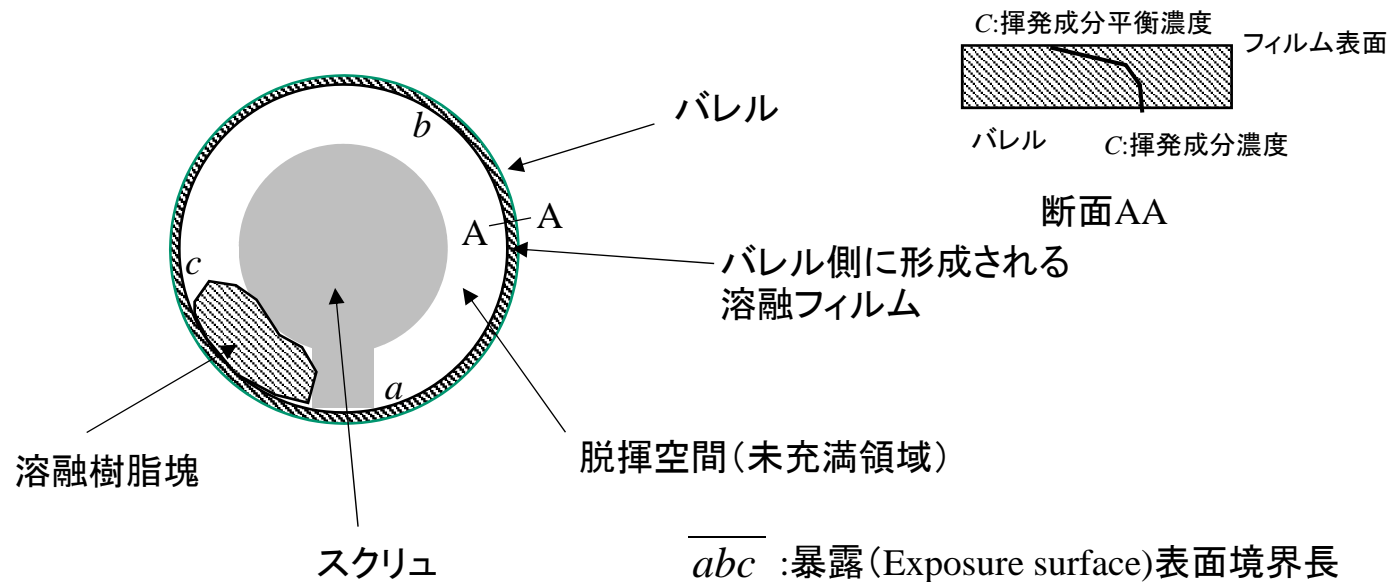 C:揮発成分平衡濃度
フィルム表面
バレル
b
バレル
C:揮発成分濃度
断面AA
A
A
バレル側に形成される
溶融フィルム
c
a
脱揮空間(未充満領域)
溶融樹脂塊
スクリュ
abc :暴露(Exposure surface)表面境界長